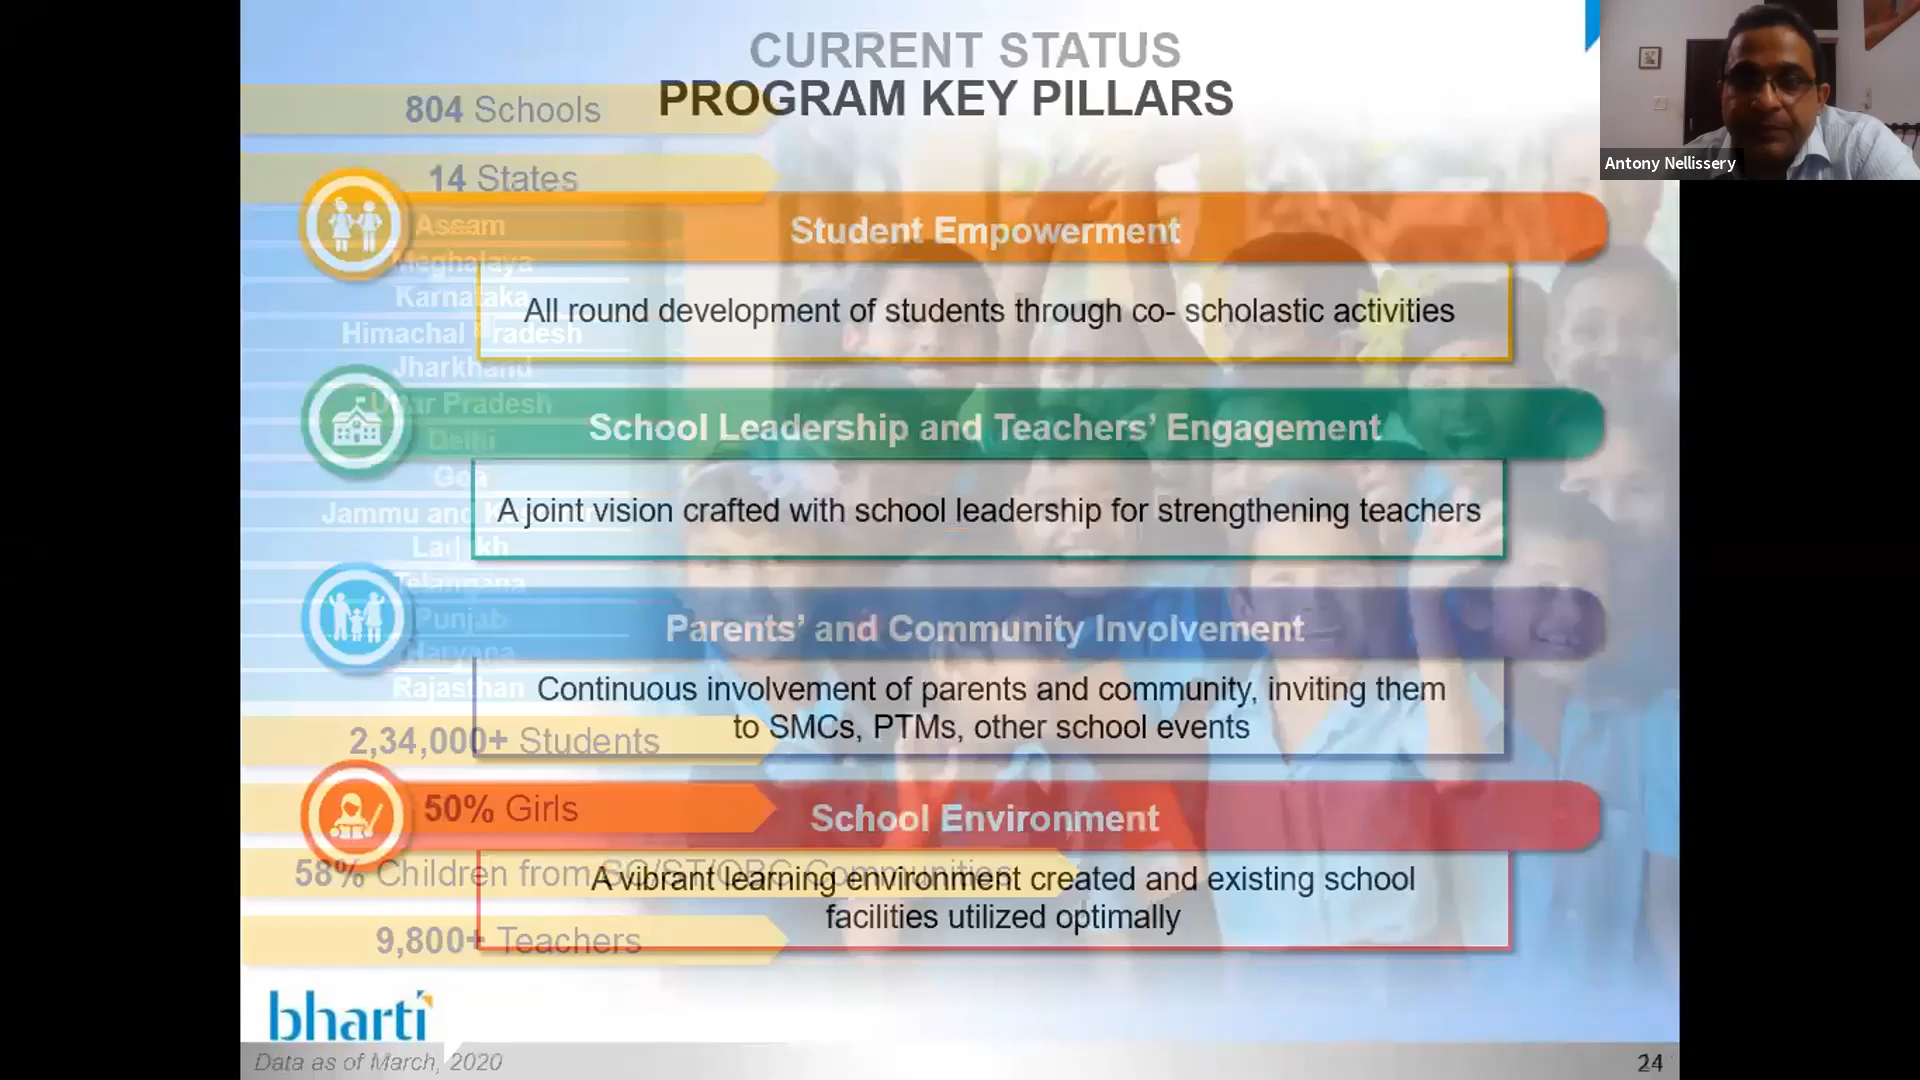 CURRENT STATUS
PROGRAM KEY PILLARS
Antony Nellissery
804 Schools
14 States
Student Empowerment
Assam
Meghalaya
Karnataka
All round development of students through co- scholastic activities
Himachal Pradesh
Jharkhand
Uttar Pradesh
School Leadership and Teachers’ Engagement
Delhi
Goa
A joint vision crafted with school leadership for strengthening teachers
Jammu and
Ladakh
Telangana
Punjab
Parents’ and Community Involvement
Haryana
Rajasthan
Continuous involvement of parents and community, inviting them
to SMCs, PTMs, other school events
2,34,000+ Students
50% Girls
School Environment
58% Children from SC/ST/OBC Communities
A vibrant learning environment created and existing school
facilities utilized optimally
9,800+ Teachers
bharti
Data as of March, 2020
24